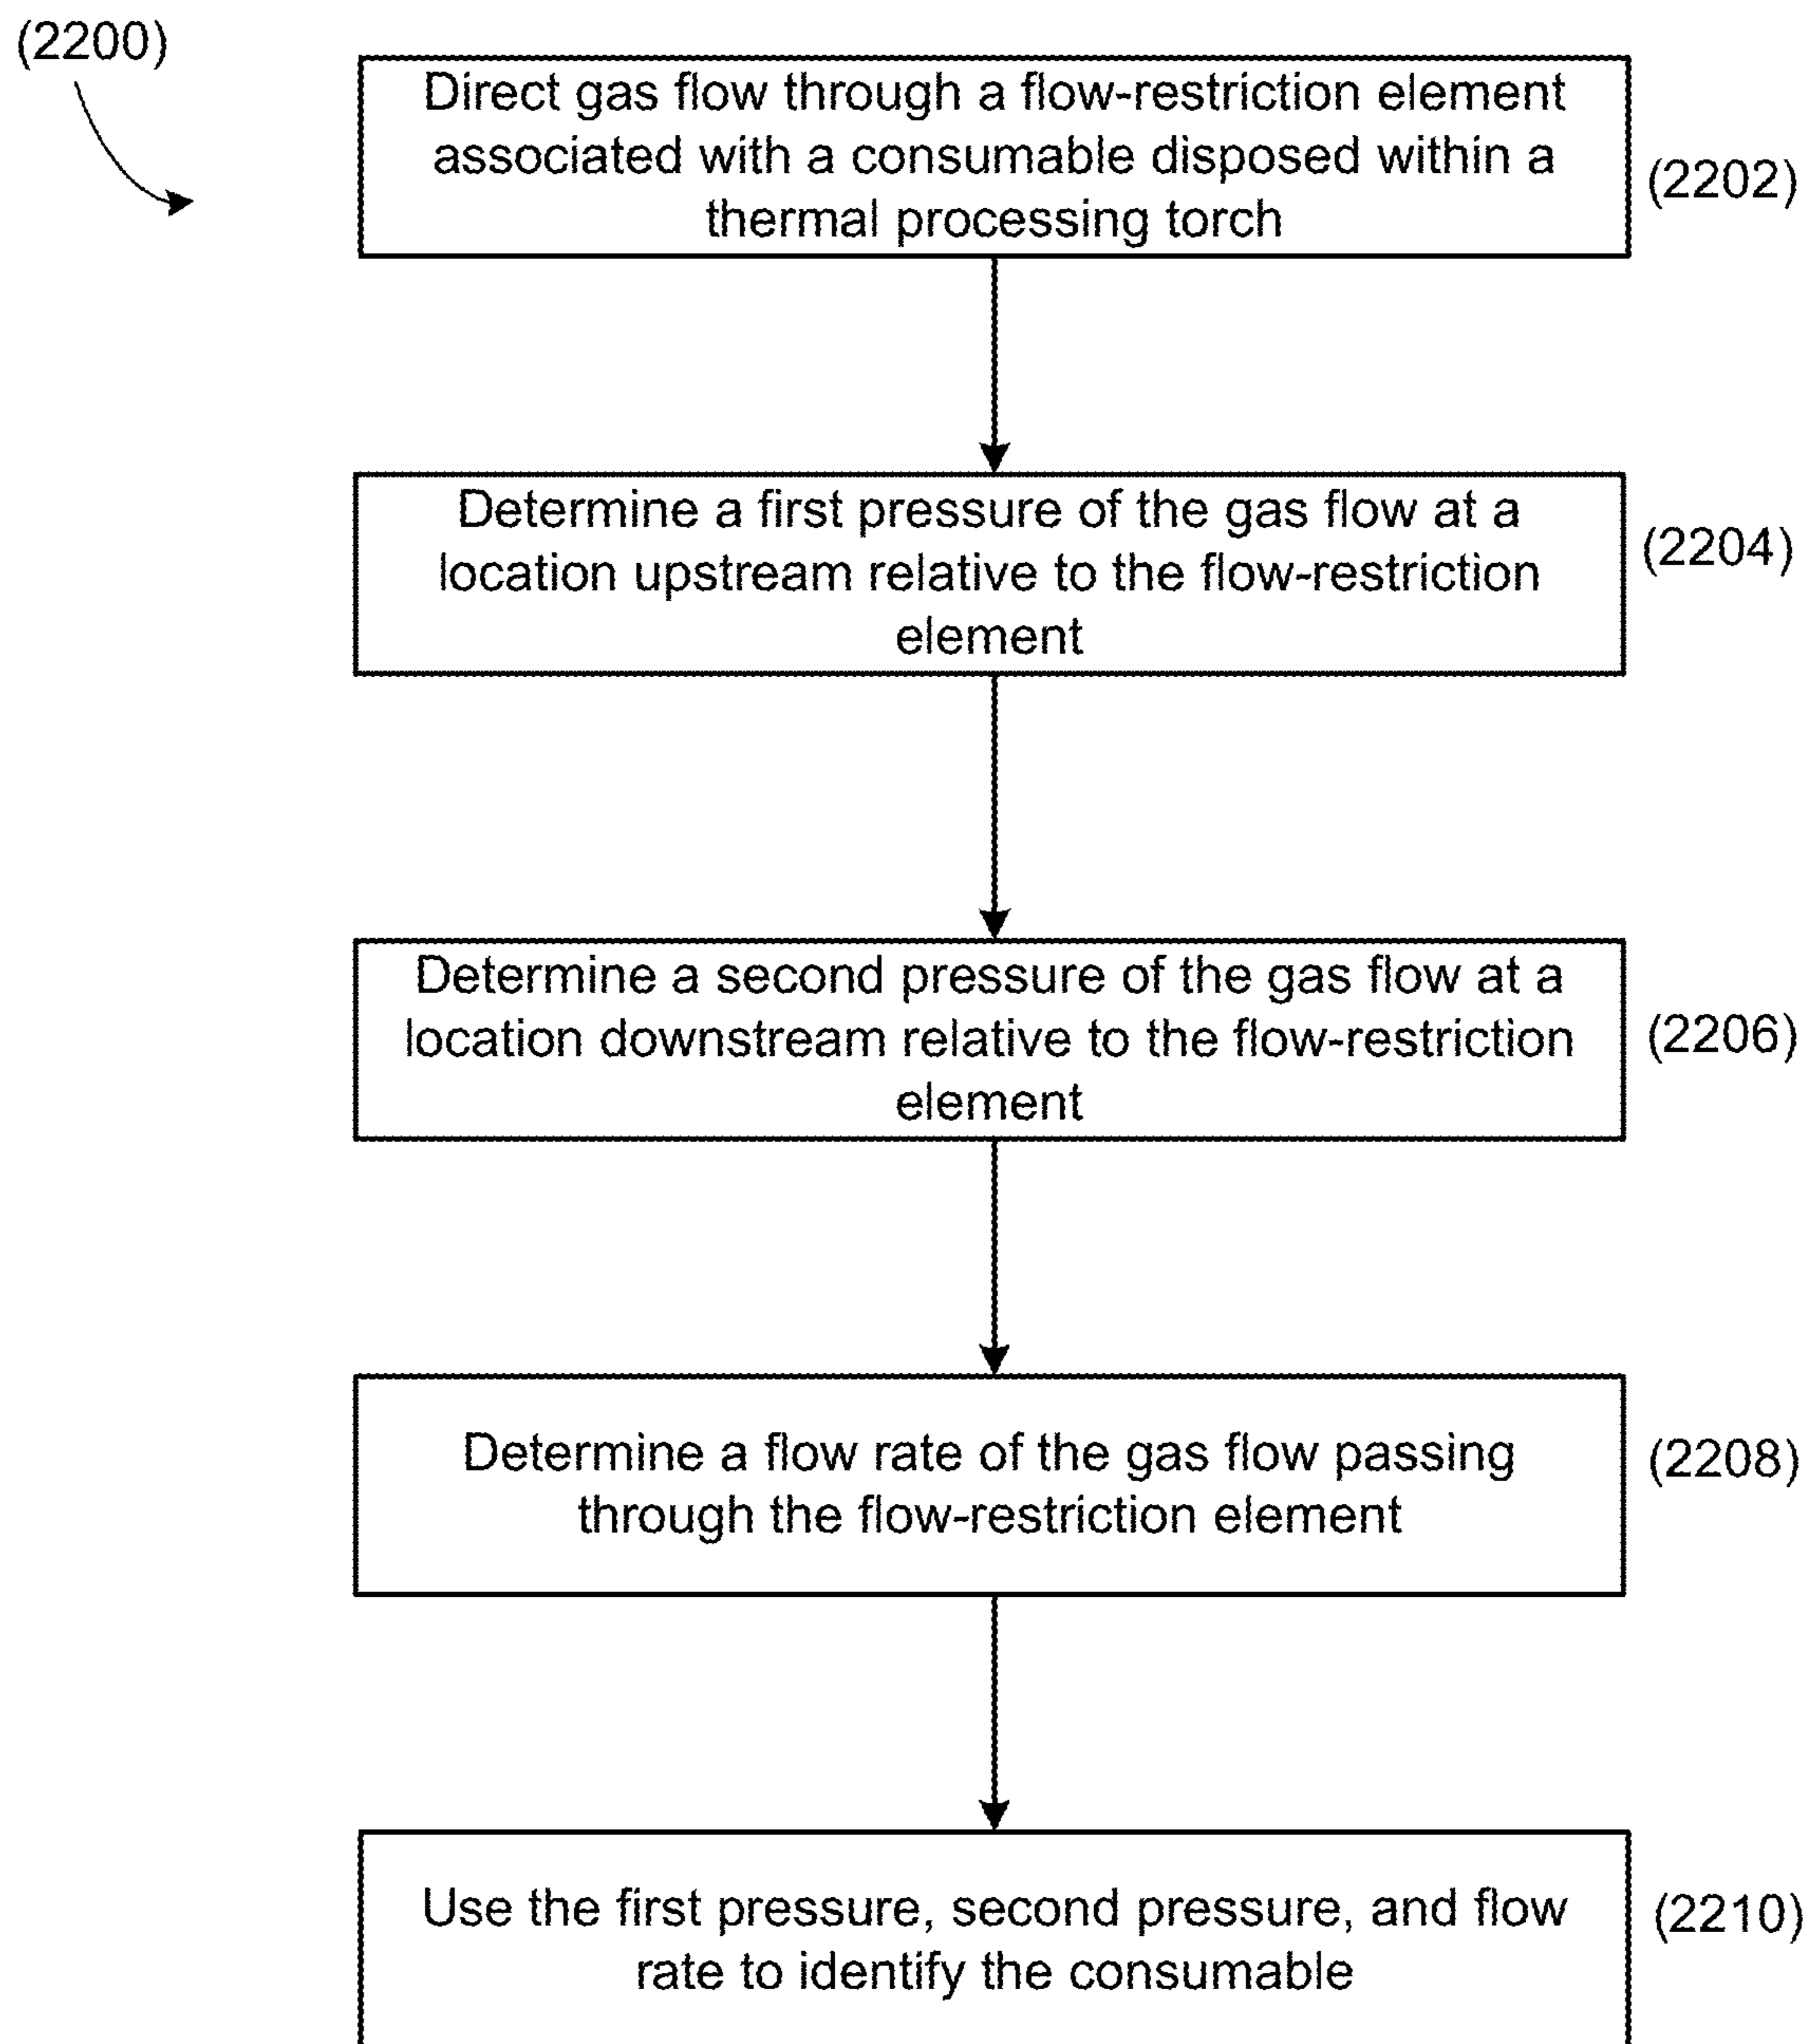 (2200)
Direct gas flow through a flow-restriction element
associated with a consumable disposed within a
thermal processing torch
(2202)
Determine a first pressure of the gas flow at a
location upstream relative to the flow-restriction
element
(2204)
Determine a second pressure of the gas flow at a
location downstream relative to the flow-restriction
element
(2206)
Determine a flow rate of the gas flow passing
through the flow-restriction element
(2208)
Use the first pressure, second pressure, and flow
rate to identify the consumable
(2210)